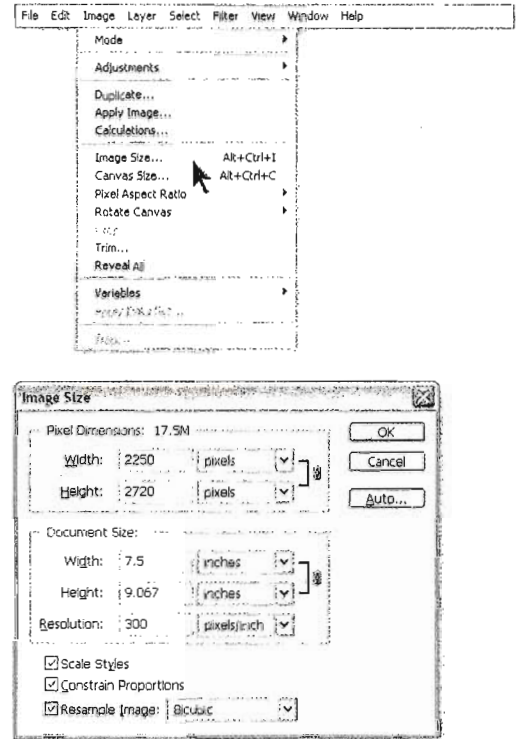 File Edit Image Layer Select Filter View Window Help
Mode
Adjustments
Duplicate...
Apply Image...
Calculations...
Image Size... Alt+Ctrl+I
Canvas Size... Alt+Ctrl+C
Pixel Aspect Ratio
Rotate Canvas
Trim...
Reveal All
Variables
Image Size
Pixel Dimensions: 17.5M
OK
Width: 2250 pixels
Cancel
Height: 2720 pixels
Auto...
Document Size:
Width: 7.5 inches
Height: 9.067 inches
Resolution: 300 pixels/inch
Scale Styles
Constrain Proportions
Resample Image: Bicubic